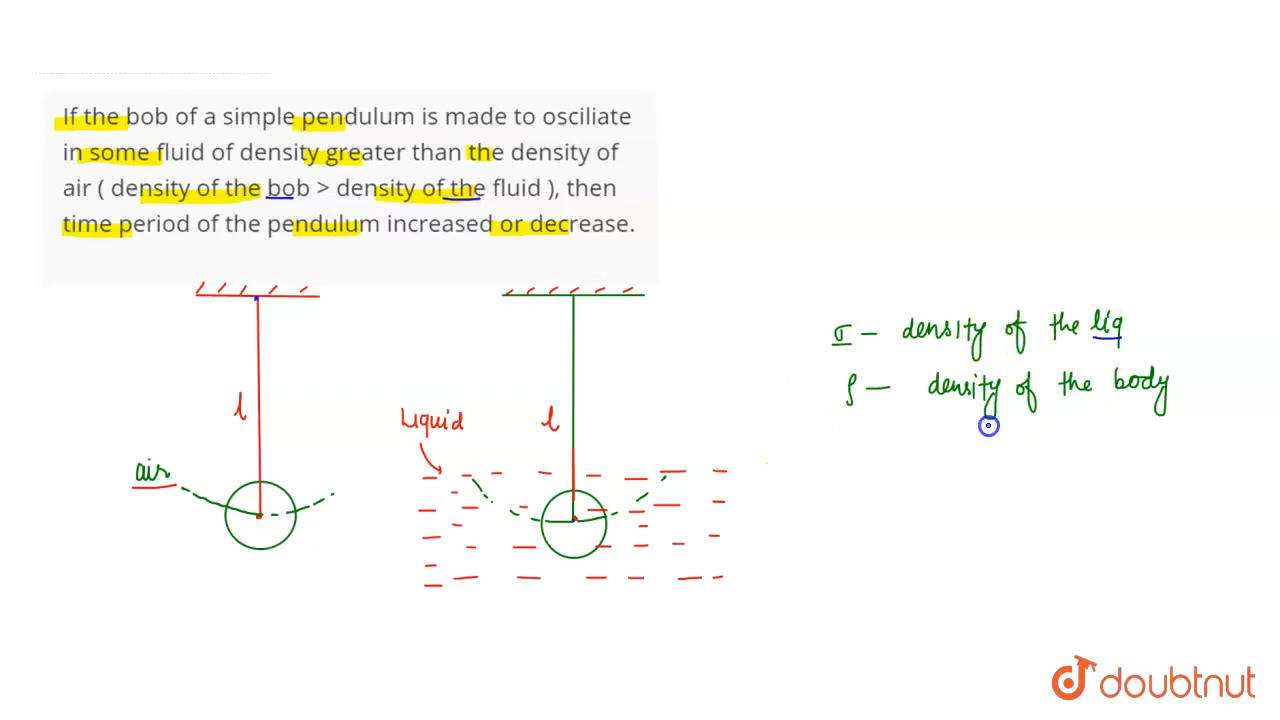 If the bob of a simple pendulum is made to osciliate
in some fluid of density greater than the density of
air ( density of the bob > density of the fluid ), then
time period of the pendulum increased or decrease.
σ — density of the liq
ρ — density of the body
l
Liquid
l
air
doubtnut